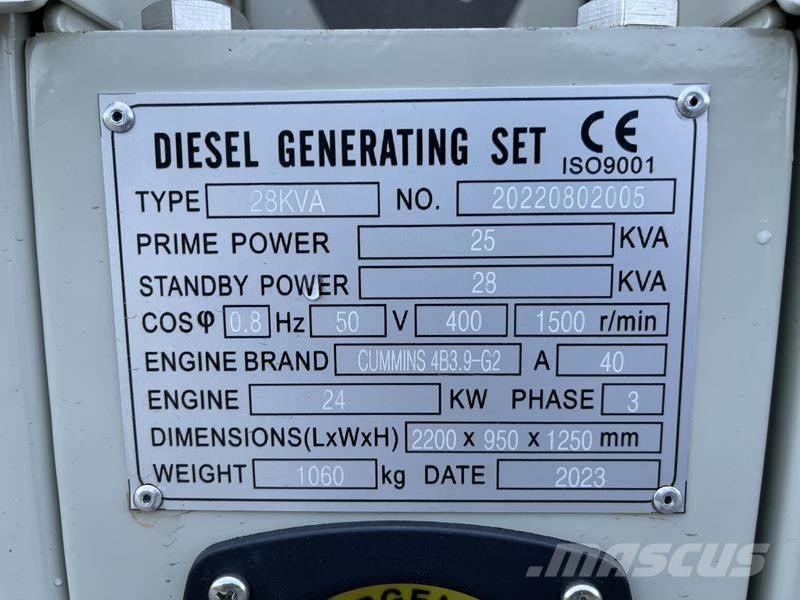 DIESEL GENERATING SET CE
ISO9001
TYPE 28KVA NO. 20220802005
PRIME POWER 25 KVA
STANDBY POWER 28 KVA
COSφ 0.8 Hz 50 V 400 1500 r/min
ENGINE BRAND CUMMINS 4B3.9-G2 A 40
ENGINE 24 KW PHASE 3
DIMENSIONS(LxWxH) 2200 x 950 x 1250 mm
WEIGHT 1060 kg DATE 2023
MASCUS